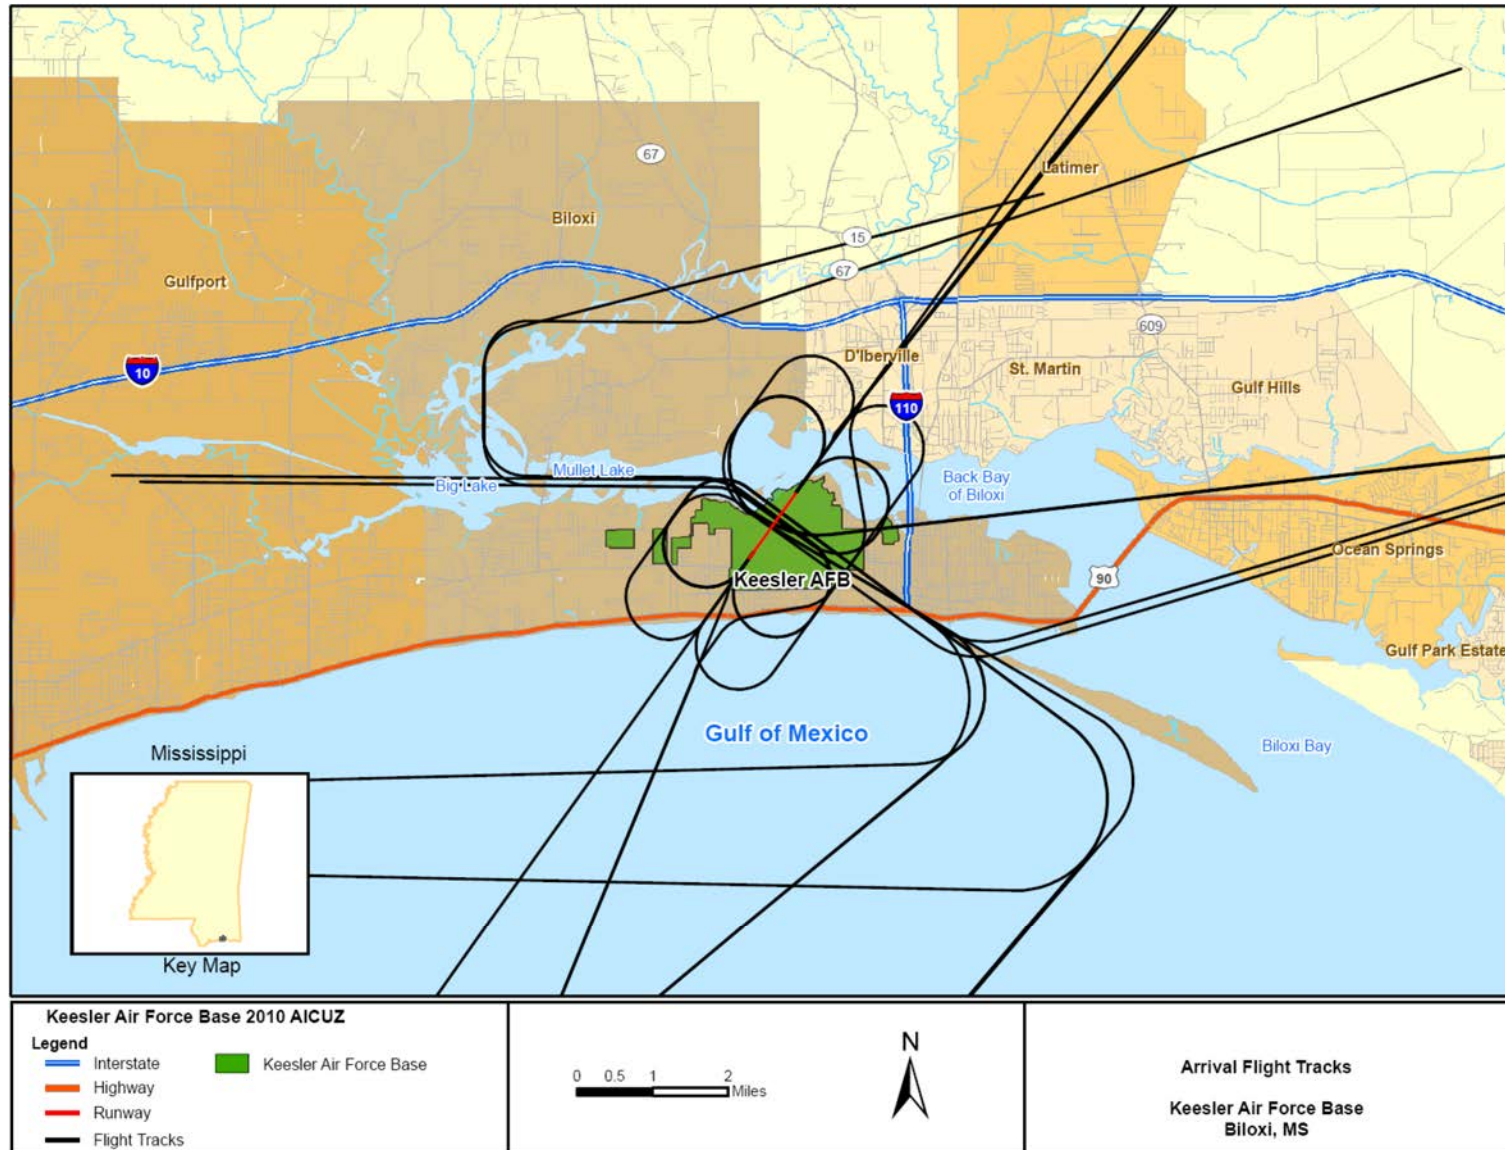 Latimer
67
Biloxi
15
67
Gulfport
609
D'Iberville
St. Martin
10
Gulf Hills
110
Mullet Lake
Big Lake
Back Bay
of Biloxi
Ocean Springs
Keesler AFB
90
Gulf Park Estate
Gulf of Mexico
Biloxi Bay
Mississippi
Key Map
Keesler Air Force Base 2010 AICUZ
Legend
Interstate
Highway
Runway
Flight Tracks
Keesler Air Force Base
0 0.5 1 2
Miles
N
Arrival Flight Tracks
Keesler Air Force Base
Biloxi, MS